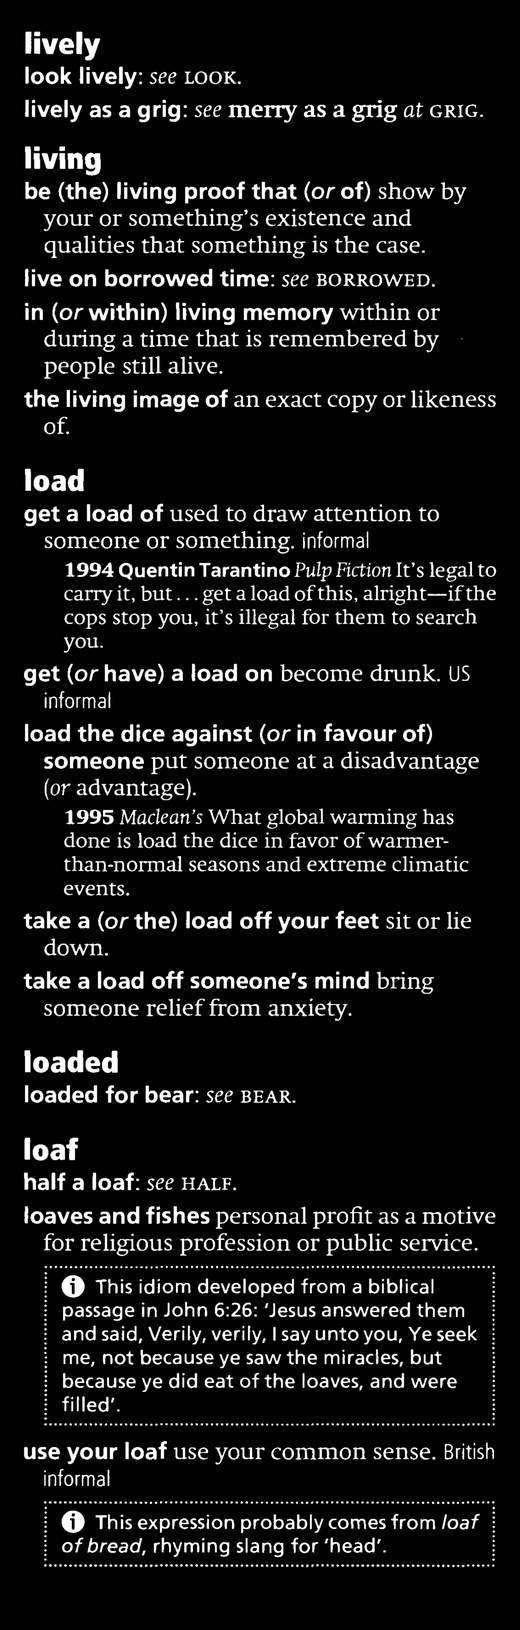 lively
look lively: see LOOK.
lively as a grig: see merry as a grig at GRIG.
living
be (the) living proof that (or of) show by
your or something's existence and
qualities that something is the case.
live on borrowed time: see BORROWED.
in (or within) living memory within or
during a time that is remembered by
people still alive.
the living image of an exact copy or likeness
of.
load
get a load of used to draw attention to
someone or something. informal
1994 Quentin Tarantino Pulp Fiction It's legal to
carry it, but... get a load of this, alright—if the
cops stop you, it's illegal for them to search
you.
get (or have) a load on become drunk. US
informal
load the dice against (or in favour of)
someone put someone at a disadvantage
(or advantage).
1995 Maclean's What global warming has
done is load the dice in favor of warmer-
than-normal seasons and extreme climatic
events.
take a (or the) load off your feet sit or lie
down.
take a load off someone's mind bring
someone relief from anxiety.
loaded
loaded for bear: see BEAR.
loaf
half a loaf: see HALF.
loaves and fishes personal profit as a motive
for religious profession or public service.
i This idiom developed from a biblical
passage in John 6:26: 'Jesus answered them
and said, Verily, verily, I say unto you, Ye seek
me, not because ye saw the miracles, but
because ye did eat of the loaves, and were
filled'.
use your loaf use your common sense. British
informal
i This expression probably comes from loaf
of bread, rhyming slang for 'head'.